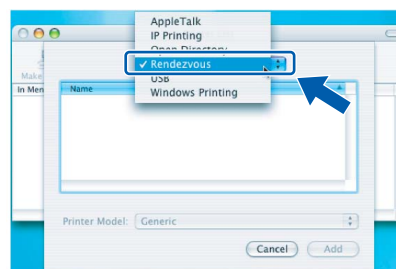 AppleTalk
IP Printing
Open Directory
✓ Rendezvous
USB
Windows Printing
Make
in Men
Name
Printer Model: Generic
Cancel
Add